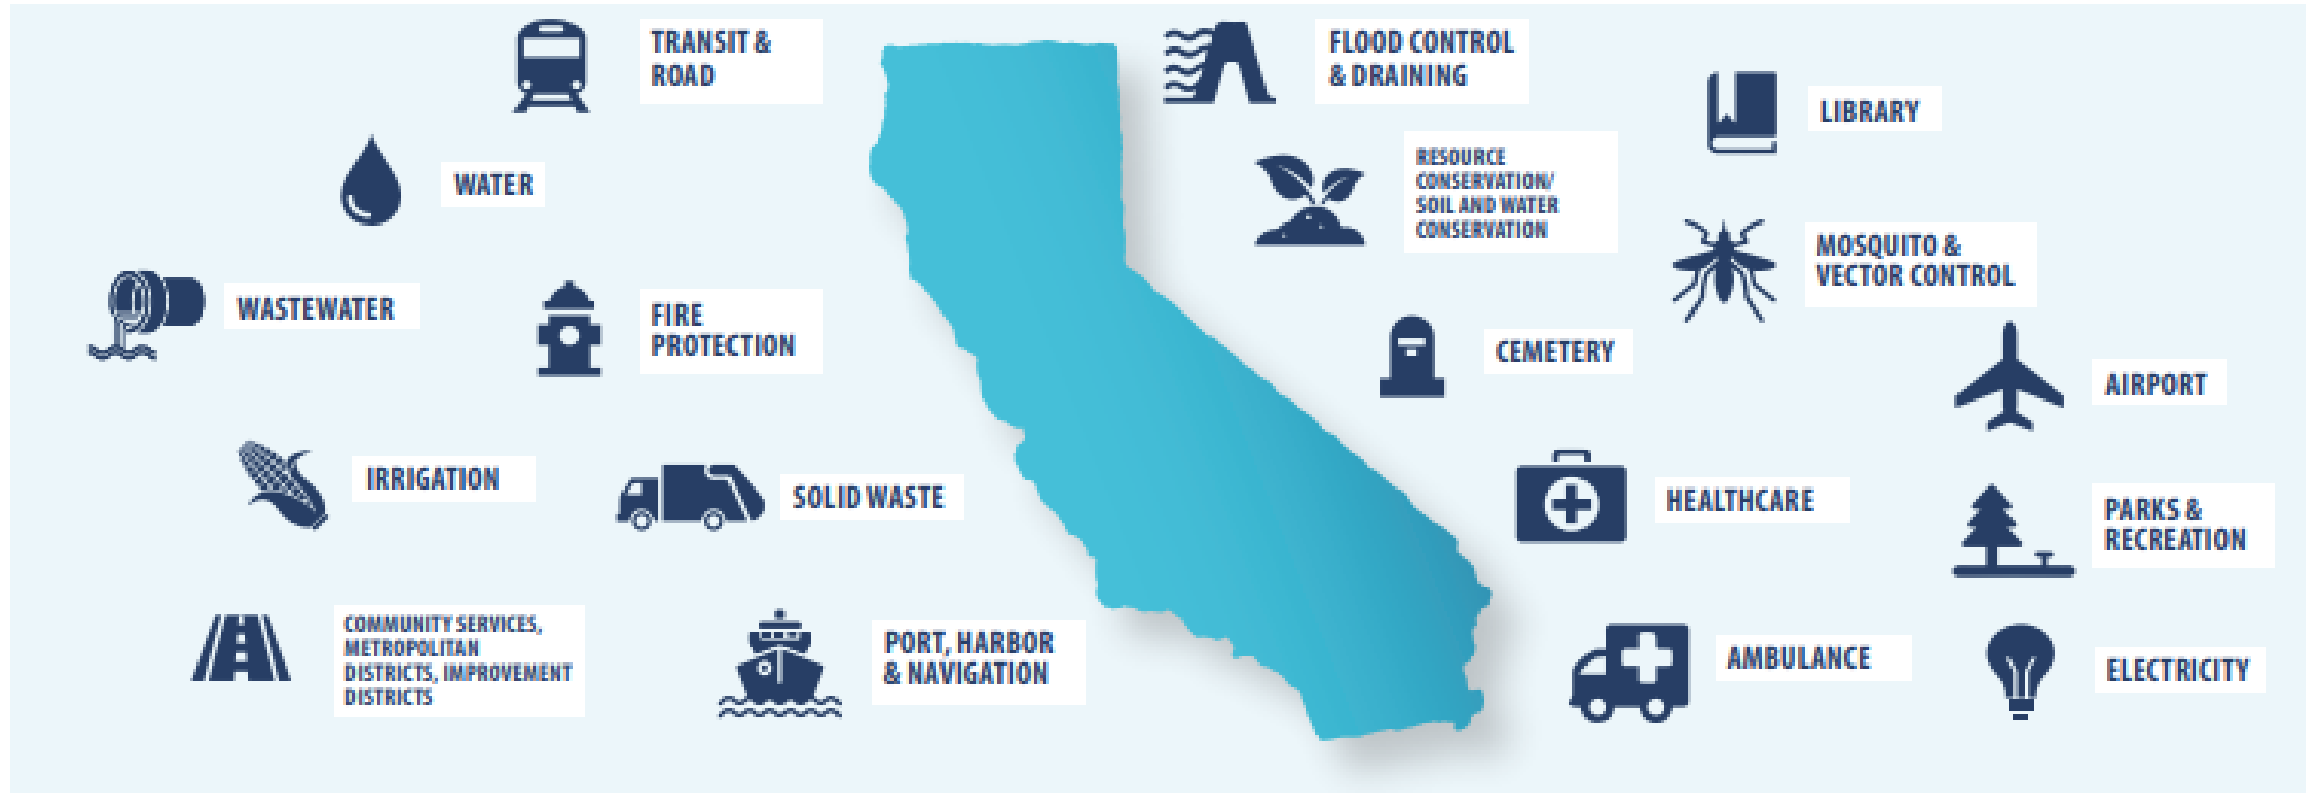 TRANSIT &
ROAD
FLOOD CONTROL
& DRAINING
LIBRARY
WATER
RESOURCE
CONSERVATION/
SOIL AND WATER
CONSERVATION
MOSQUITO &
VECTOR CONTROL
WASTEWATER
FIRE
PROTECTION
CEMETERY
AIRPORT
IRRIGATION
SOLID WASTE
HEALTHCARE
PARKS &
RECREATION
COMMUNITY SERVICES,
METROPOLITAN
DISTRICTS, IMPROVEMENT
DISTRICTS
PORT, HARBOR
& NAVIGATION
AMBULANCE
ELECTRICITY